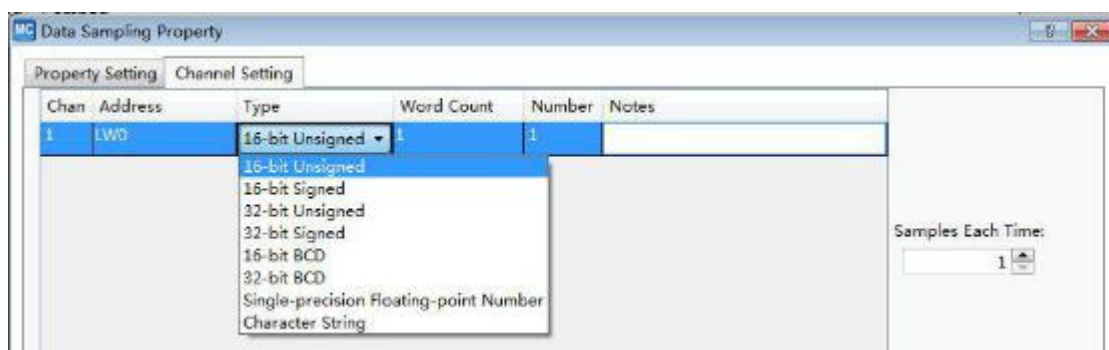 MC Data Sampling Property
Property Setting Channel Setting
Chan Address Type Word Count Number Notes
1 LW0 16-bit Unsigned 1 1
16-bit Unsigned
16-bit Signed
32-bit Unsigned
32-bit Signed
16-bit BCD
32-bit BCD
Single-precision Floating-point Number
Character String
Samples Each Time:
1